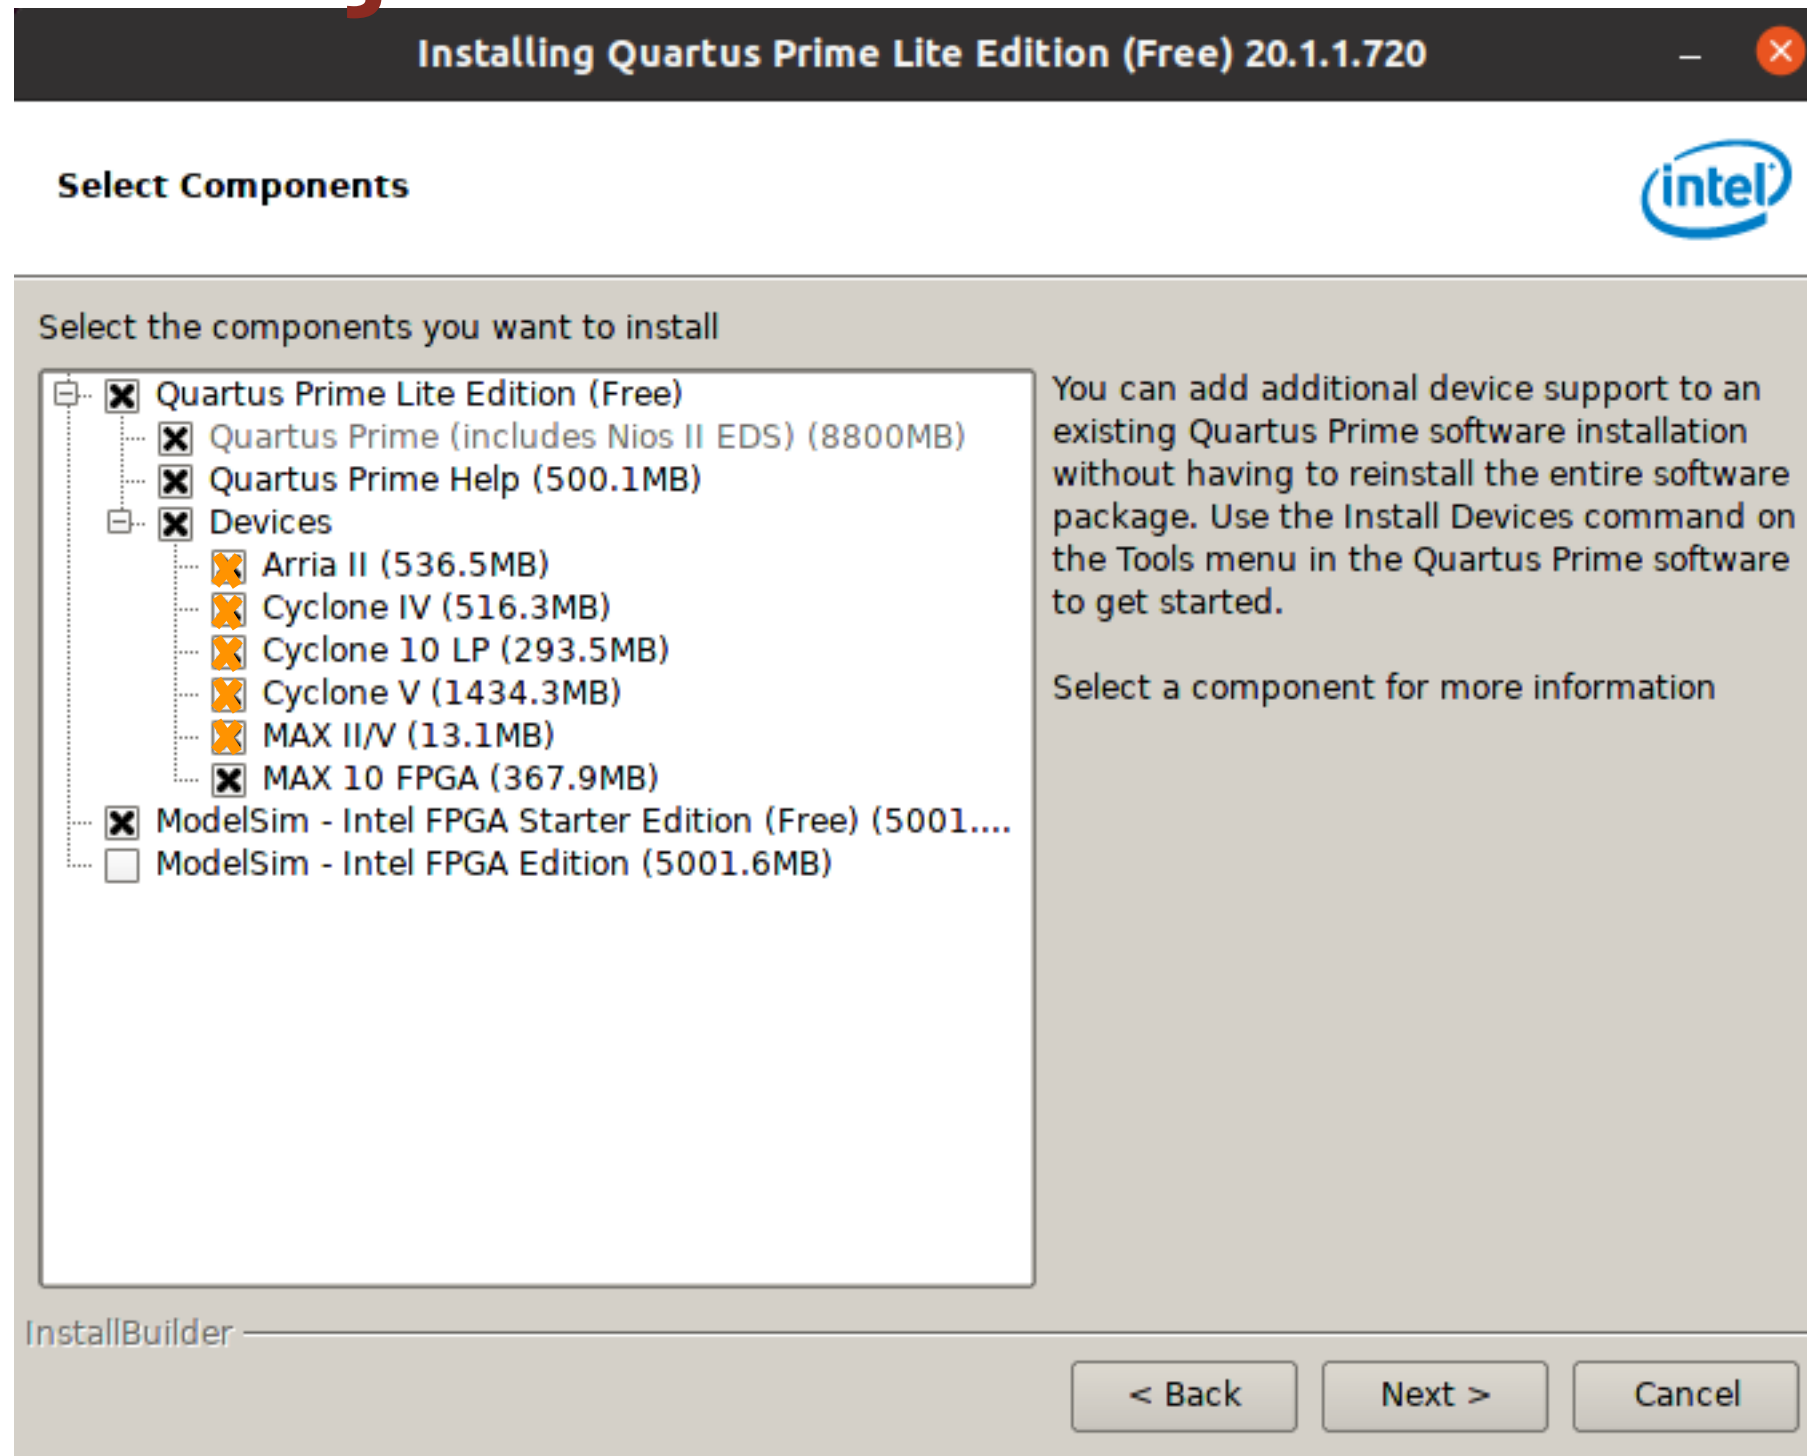 Installing Quartus Prime Lite Edition (Free) 20.1.1.720
Select Components
intel
Select the components you want to install
Quartus Prime Lite Edition (Free)
Quartus Prime (includes Nios II EDS) (8800MB)
Quartus Prime Help (500.1MB)
Devices
Arria II (536.5MB)
Cyclone IV (516.3MB)
Cyclone 10 LP (293.5MB)
Cyclone V (1434.3MB)
MAX II/V (13.1MB)
MAX 10 FPGA (367.9MB)
ModelSim - Intel FPGA Starter Edition (Free) (5001....
ModelSim - Intel FPGA Edition (5001.6MB)
You can add additional device support to an
existing Quartus Prime software installation
without having to reinstall the entire software
package. Use the Install Devices command on
the Tools menu in the Quartus Prime software
to get started.
Select a component for more information
InstallBuilder
< Back
Next >
Cancel